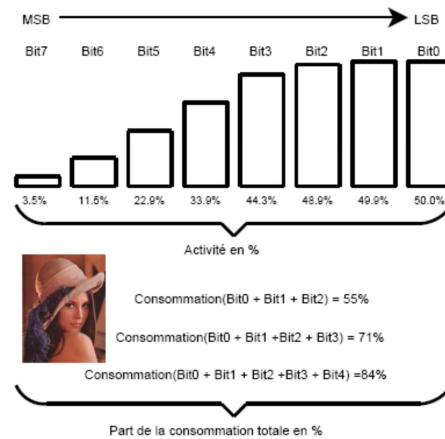 MSB LSB
Bit7 Bit6 Bit5 Bit4 Bit3 Bit2 Bit1 Bit0
3.5% 11.5% 22.9% 33.9% 44.3% 48.9% 49.9% 50.0%
Activité en %
Consommation(Bit0 + Bit1 + Bit2) = 55%
Consommation(Bit0 + Bit1 +Bit2 + Bit3) = 71%
Consommation(Bit0 + Bit1 + Bit2 +Bit3 + Bit4) =84%
Part de la consommation totale en %